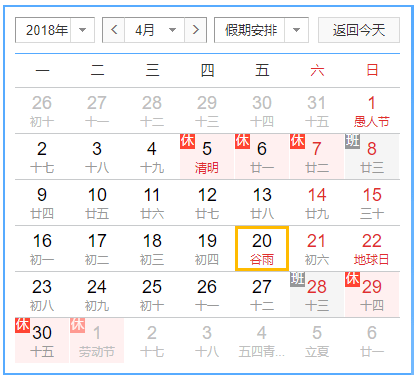 2018年 4月 假期安排 返回今天
一 二 三 四 五 六 日
26 27 28 29 30 31 1
初十 十一 十二 十三 十四 十五 愚人节
2 3 4 休 5 休 6 休 7 班 8
十七 十八 十九 清明 廿一 廿二 廿三
9 10 11 12 13 14 15
廿四 廿五 廿六 廿七 廿八 廿九 三十
16 17 18 19 20 21 22
初一 初二 初三 初四 谷雨 初六 地球日
23 24 25 26 27 班 28 休 29
初八 初九 初十 十一 十二 十三 十四
休 30 休 1 2 3 4 5 6
十五 劳动节 十七 十八 五四青... 立夏 廿一